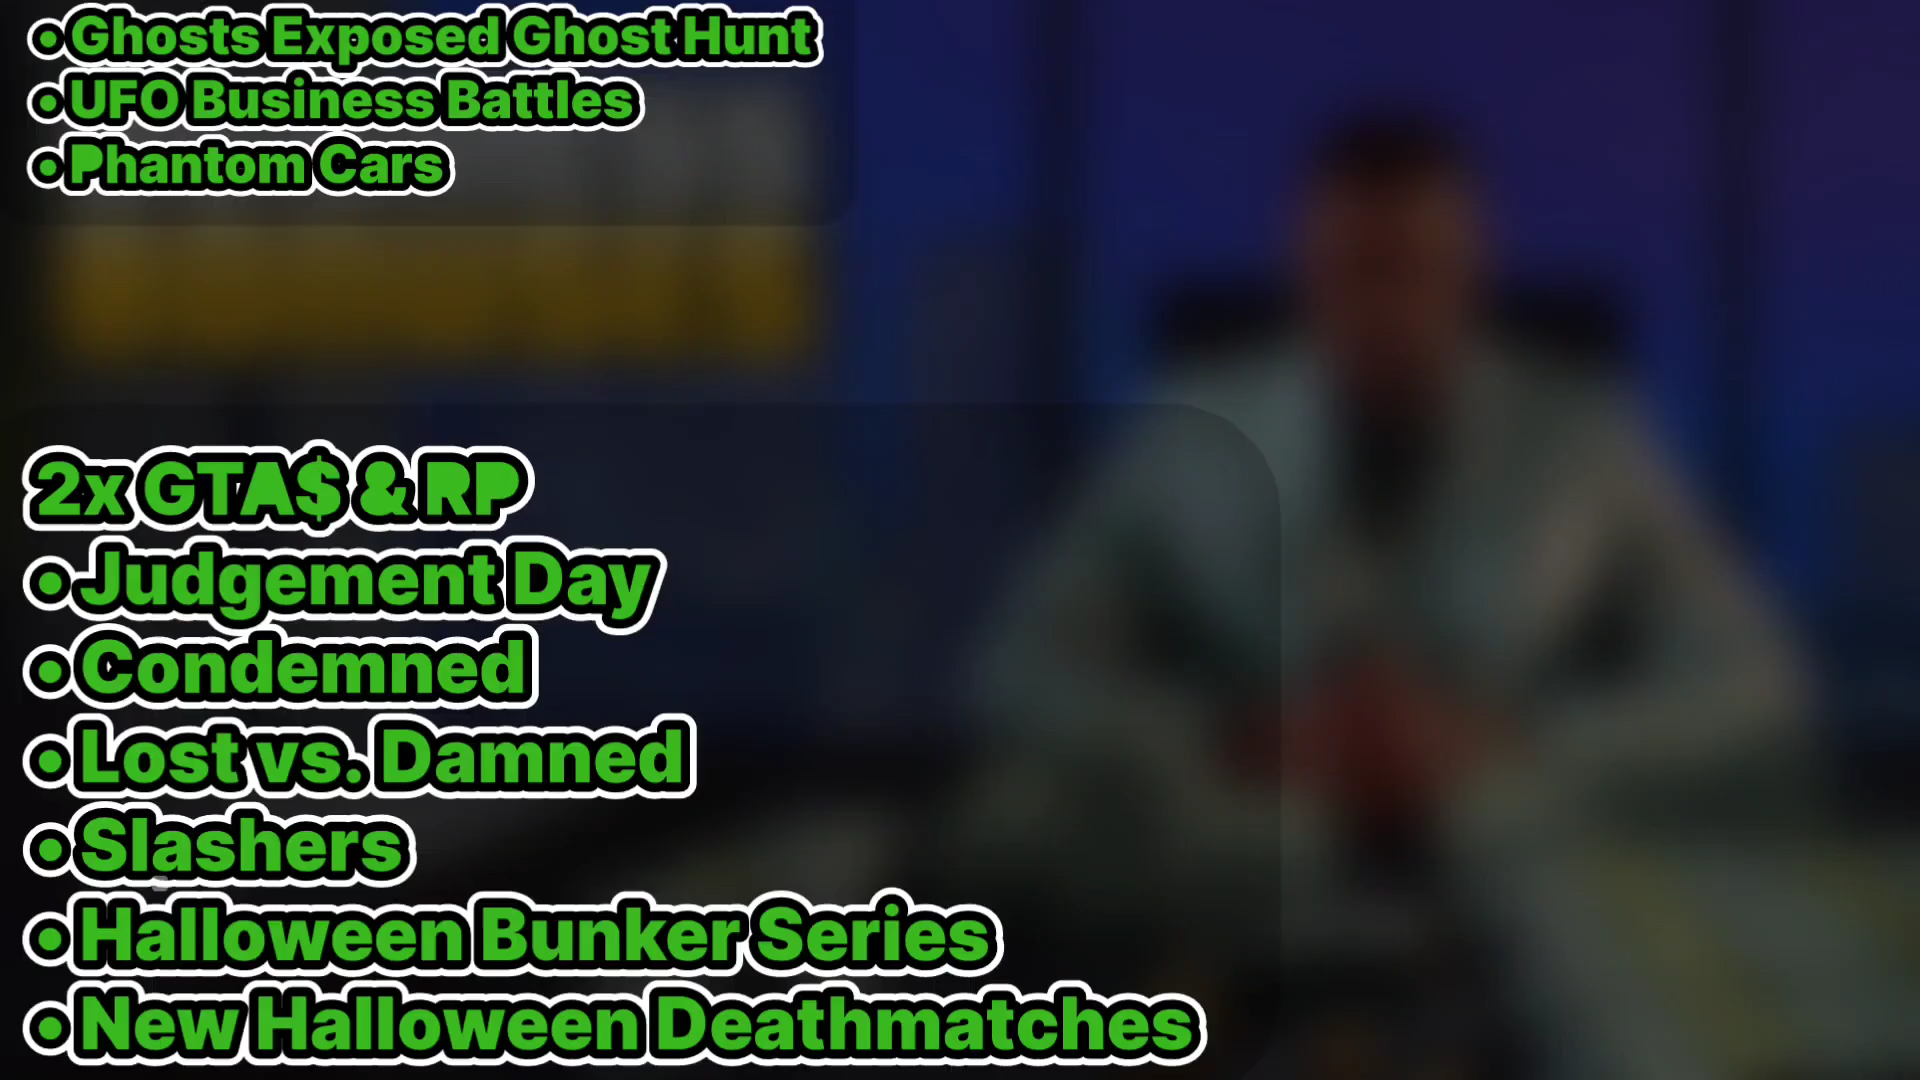 • Ghosts Exposed Ghost Hunt
• UFO Business Battles
• Phantom Cars
2x GTA$ & RP
• Judgement Day
• Condemned
• Lost vs. Damned
• Slashers
• Halloween Bunker Series
• New Halloween Deathmatches